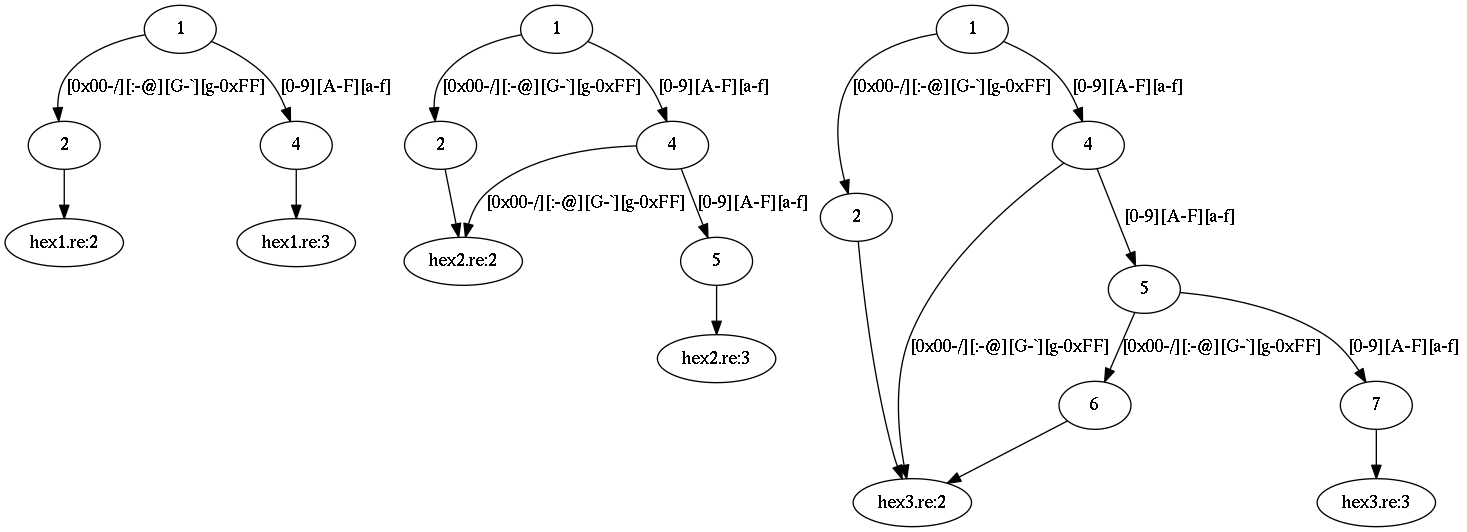 1
[0x00-/][:-@][G-`][g-0xFF]
[0-9][A-F][a-f]
2
4
hex1.re:2
hex1.re:3
1
[0x00-/][:-@][G-`][g-0xFF]
[0-9][A-F][a-f]
2
4
[0x00-/][:-@][G-`][g-0xFF]
[0-9][A-F][a-f]
hex2.re:2
5
hex2.re:3
1
[0x00-/][:-@][G-`][g-0xFF]
[0-9][A-F][a-f]
4
2
[0-9][A-F][a-f]
5
[0x00-/][:-@][G-`][g-0xFF]
[0x00-/][:-@][G-`][g-0xFF]
[0-9][A-F][a-f]
6
7
hex3.re:2
hex3.re:3